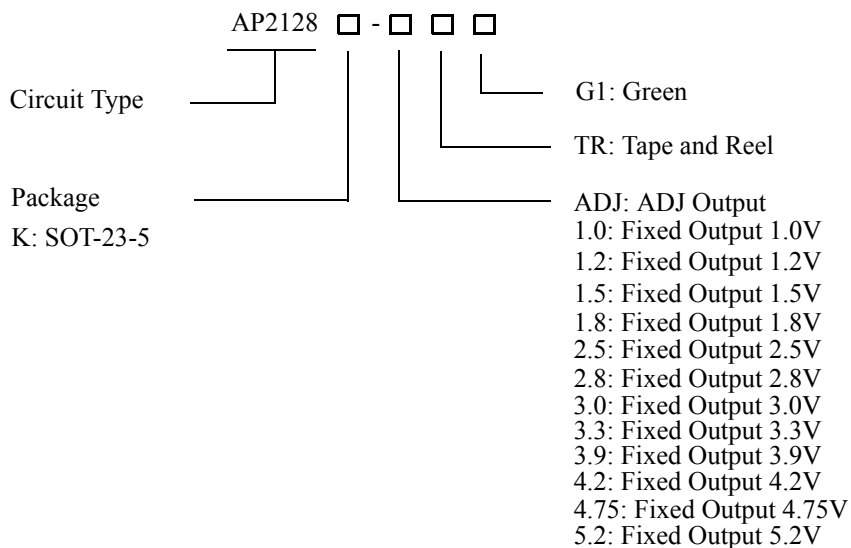 AP2128 □ - □ □ □
Circuit Type
G1: Green
TR: Tape and Reel
Package
K: SOT-23-5
ADJ: ADJ Output
1.0: Fixed Output 1.0V
1.2: Fixed Output 1.2V
1.5: Fixed Output 1.5V
1.8: Fixed Output 1.8V
2.5: Fixed Output 2.5V
2.8: Fixed Output 2.8V
3.0: Fixed Output 3.0V
3.3: Fixed Output 3.3V
3.9: Fixed Output 3.9V
4.2: Fixed Output 4.2V
4.75: Fixed Output 4.75V
5.2: Fixed Output 5.2V